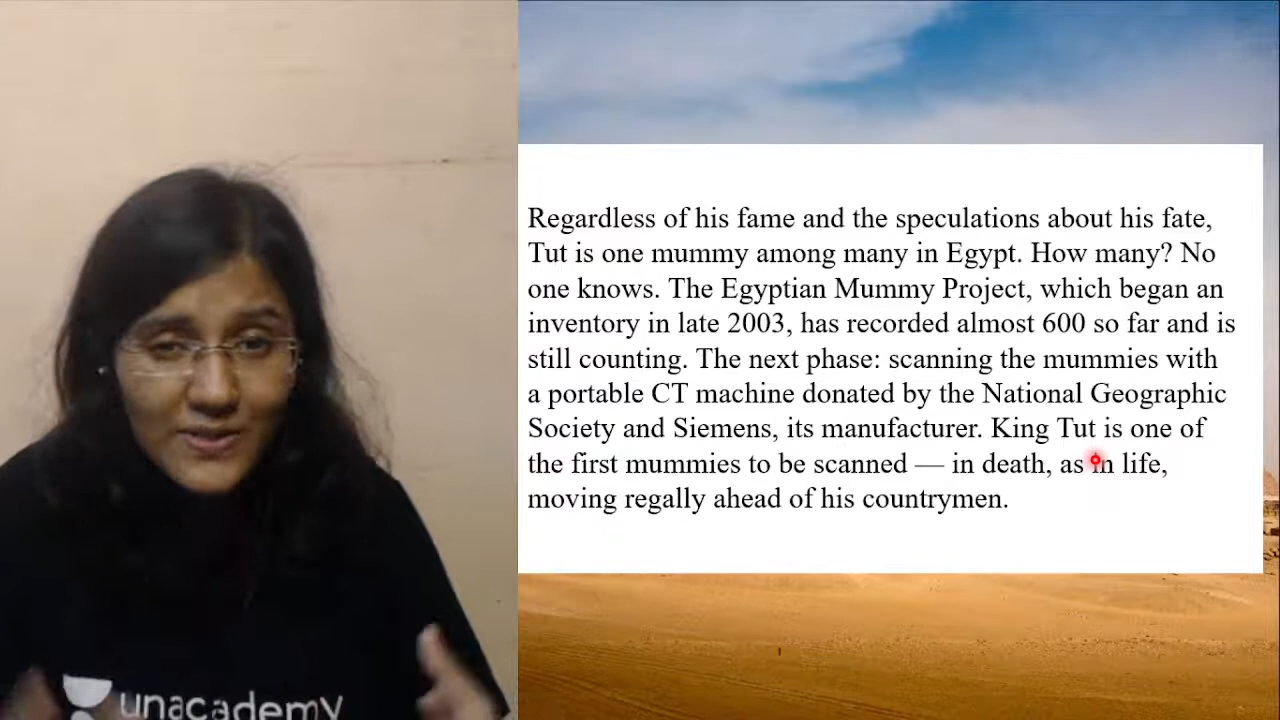 Regardless of his fame and the speculations about his fate,
Tut is one mummy among many in Egypt. How many? No
one knows. The Egyptian Mummy Project, which began an
inventory in late 2003, has recorded almost 600 so far and is
still counting. The next phase: scanning the mummies with
a portable CT machine donated by the National Geographic
Society and Siemens, its manufacturer. King Tut is one of
the first mummies to be scanned — in death, as in life,
moving regally ahead of his countrymen.
unacademy